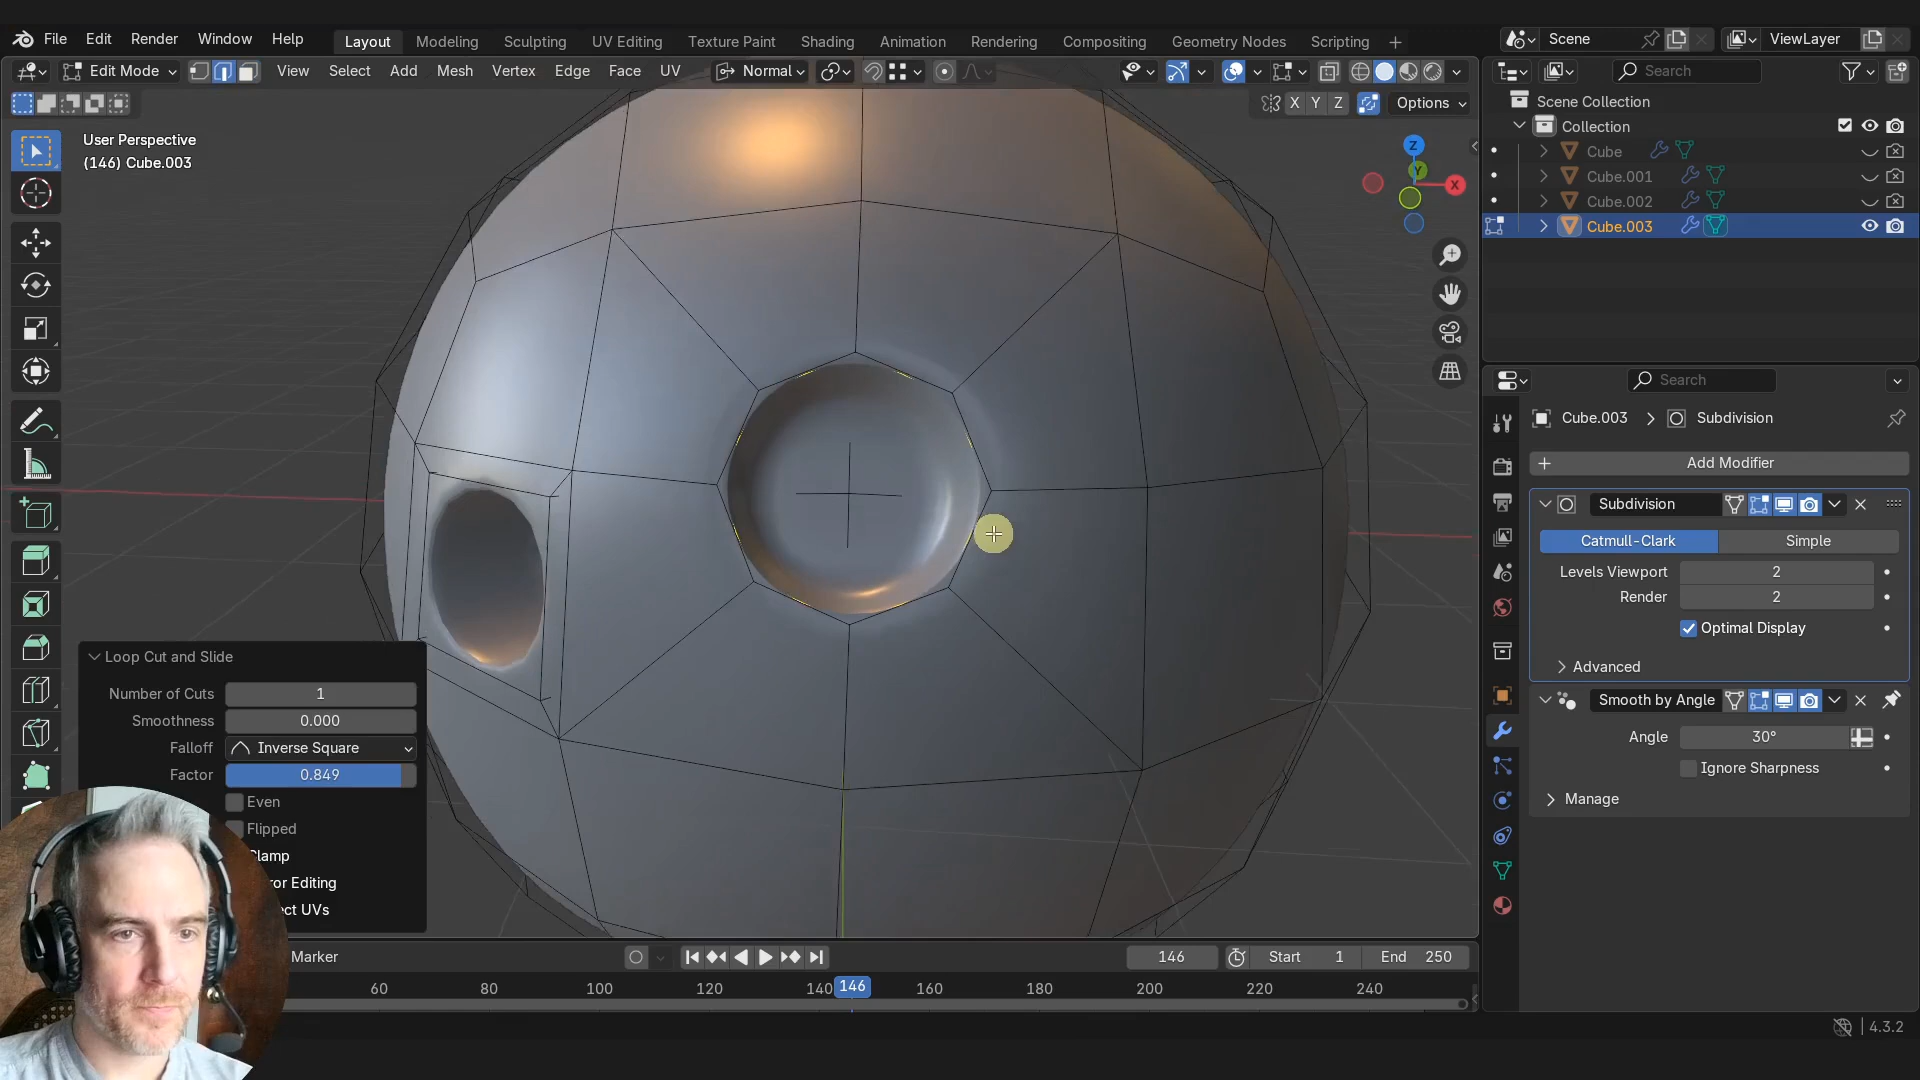 File Edit Render Window Help Layout Modeling Sculpting UV Editing Texture Paint Shading Animation Rendering Compositing Geometry Nodes Scripting + Scene ViewLayer
Edit Mode View Select Add Mesh Vertex Edge Face UV Normal Search
X Y Z Options
Scene Collection
Collection
Cube
Cube.001
Cube.002
Cube.003
User Perspective
(146) Cube.003
Z
Y
X
Search
Cube.003 Subdivision
Add Modifier
Subdivision
Catmull-Clark Simple
Levels Viewport 2
Render 2
Optimal Display
Advanced
Smooth by Angle
Angle 30°
Ignore Sharpness
Manage
Loop Cut and Slide
Number of Cuts 1
Smoothness 0.000
Falloff Inverse Square
Factor 0.849
Even
Flipped
Marker 146 Start 1 End 250
60 80 100 120 140 146 160 180 200 220 240
4.3.2